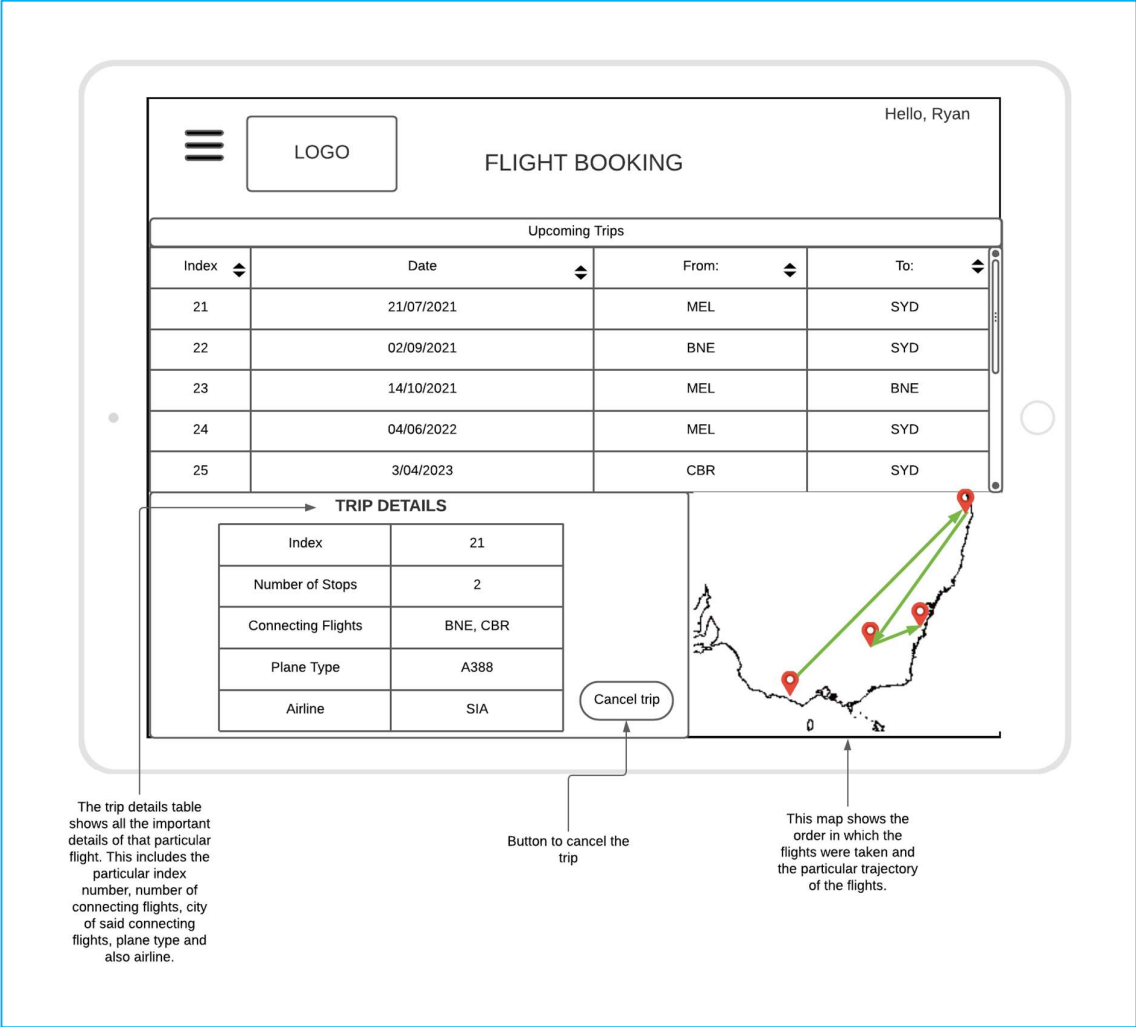 Hello, Ryan
LOGO
FLIGHT BOOKING
Upcoming Trips
Index Date From: To:
21 21/07/2021 MEL SYD
22 02/09/2021 BNE SYD
23 14/10/2021 MEL BNE
24 04/06/2022 MEL SYD
25 3/04/2023 CBR SYD
TRIP DETAILS
Index 21
Number of Stops 2
Connecting Flights BNE, CBR
Plane Type A388
Airline SIA
Cancel trip
The trip details table
shows all the important
details of that particular
flight. This includes the
particular index
number, number of
connecting flights, city
of said connecting
flights, plane type and
also airline.
Button to cancel the
trip
This map shows the
order in which the
flights were taken and
the particular trajectory
of the flights.